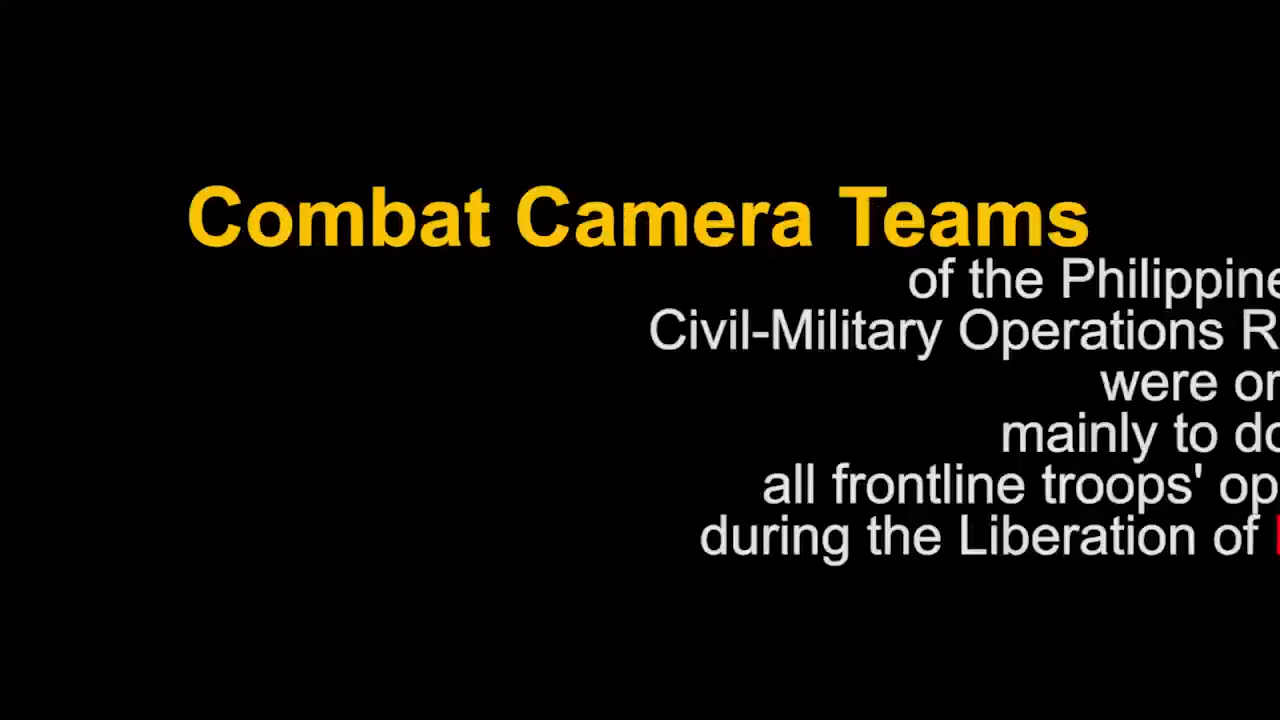 Combat Camera Teams
of the Philippine
Civil-Military Operations R
were or
mainly to do
all frontline troops' op
during the Liberation of